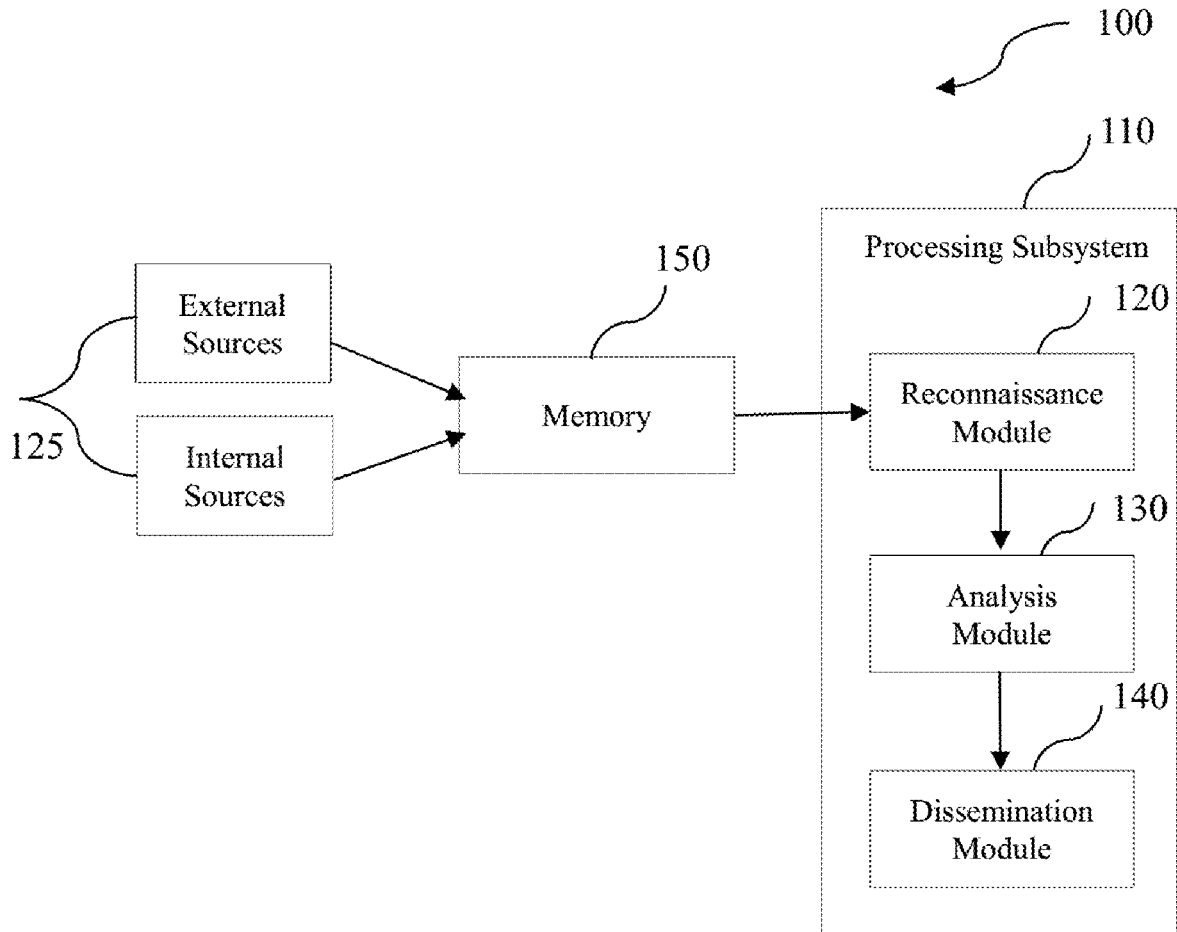 100
110
Processing Subsystem
150
120
External
Sources
Memory
Reconnaissance
Module
125
Internal
Sources
130
Analysis
Module
140
Dissemination
Module